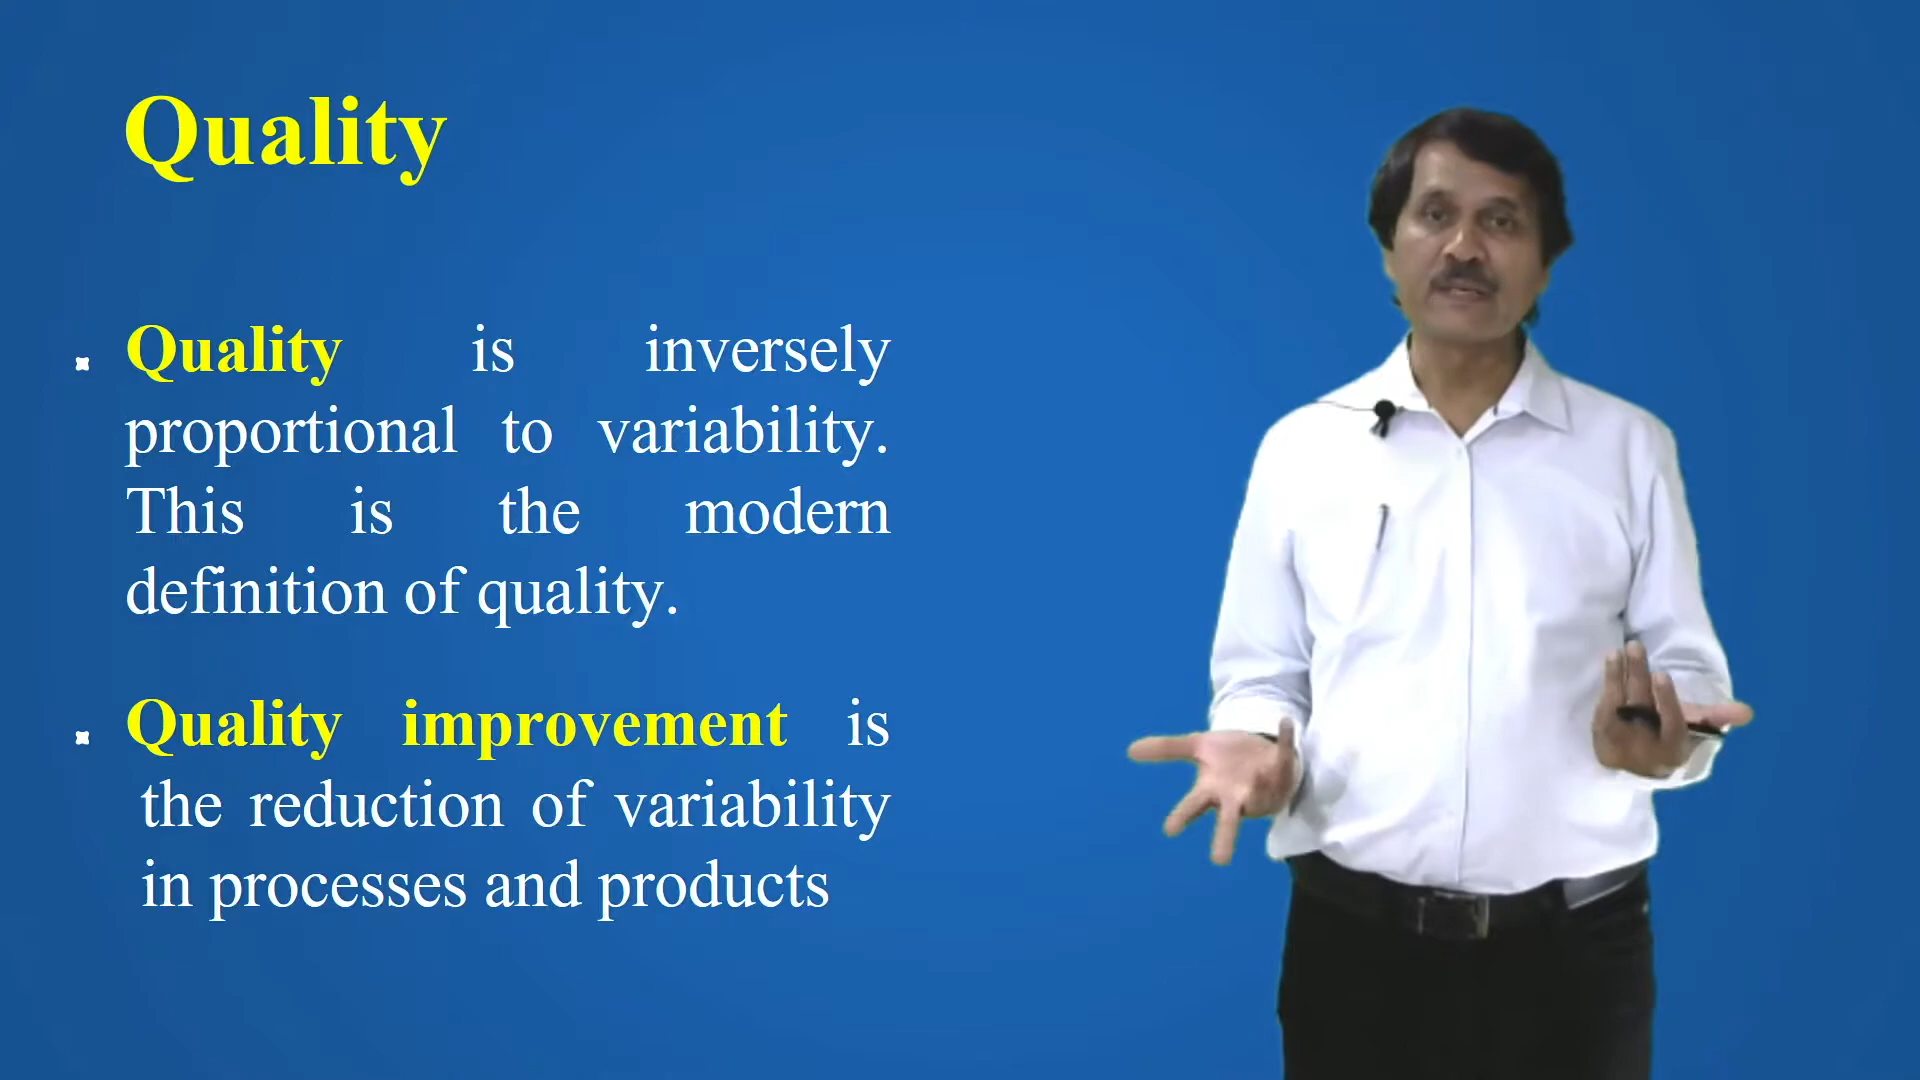 Quality
Quality is inversely
proportional to variability.
This is the modern
definition of quality.
Quality improvement is
the reduction of variability
in processes and products